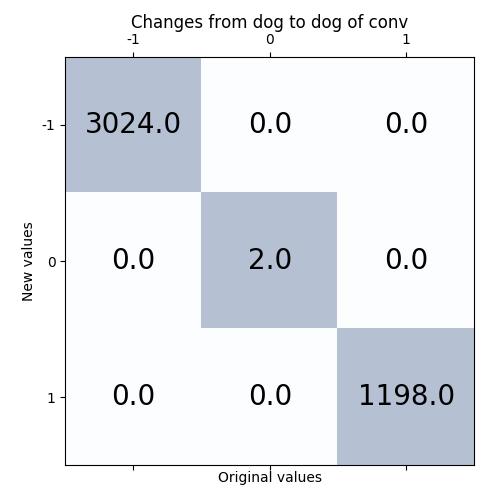 Changes from dog to dog of conv
-1 0 1
-1 3024.0 0.0 0.0
0 0.0 2.0 0.0
1 0.0 0.0 1198.0
New values
Original values